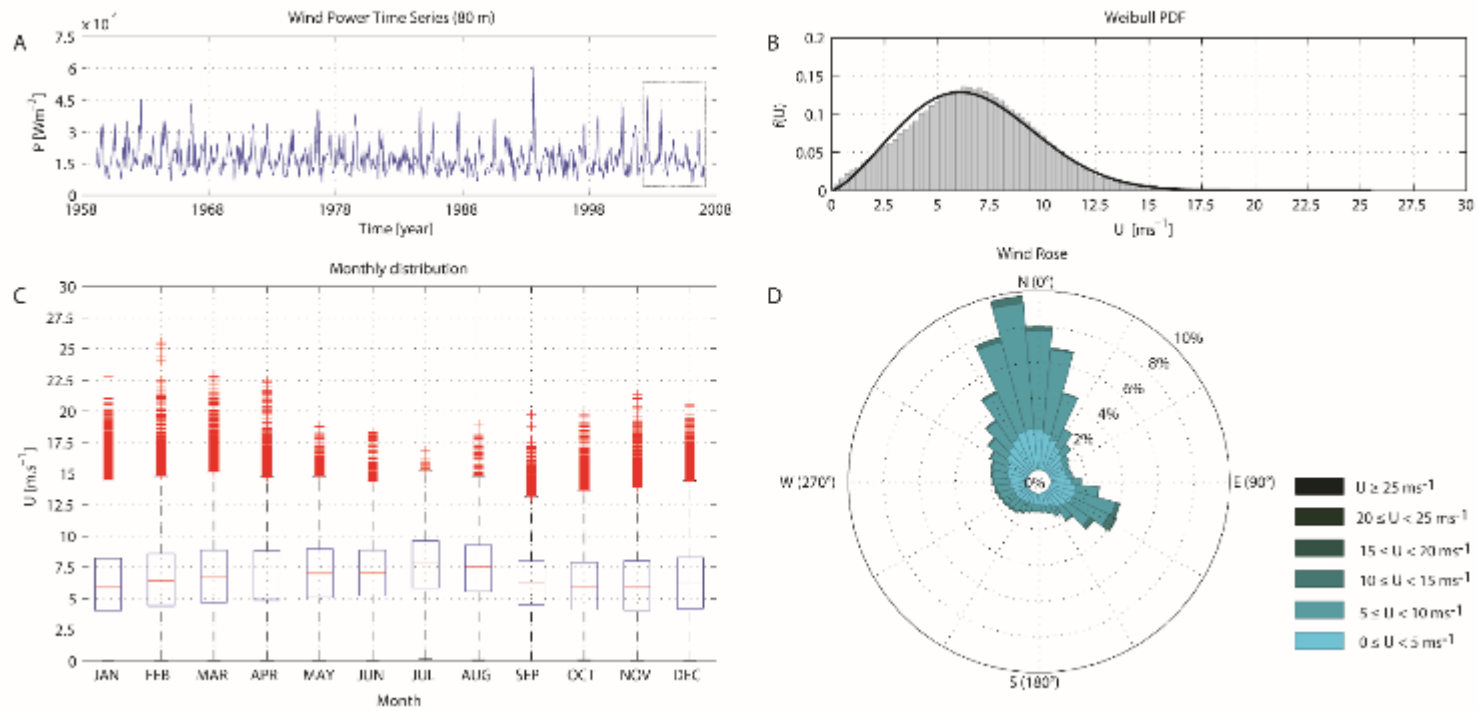 Wind Power Time Series (80 m)
A
7.5
6
4.5
3
1.5
0
P [Wm⁻²]
1958
1968
1978
1988
1998
2008
Time [year]
Weibull PDF
B
0.2
0.15
0.1
0.05
0
f(U;
0
2.5
5
7.5
10
12.5
15
17.5
20
22.5
25
27.5
30
U [ms⁻¹]
Monthly distribution
C
30
27.5
25
22.5
20
17.5
15
12.5
10
7.5
5
2.5
0
U [m.s⁻¹]
JAN
FEB
MAR
APR
MAY
JUN
JUL
AUG
SEP
OCT
NOV
DEC
Month
Wind Rose
D
N (0°)
10%
8%
6%
4%
2%
0%
W (270°)
E (90°)
S (180°)
U ≥ 25 ms⁻¹
20 ≤ U < 25 ms⁻¹
15 ≤ U < 20 ms⁻¹
10 ≤ U < 15 ms⁻¹
5 ≤ U < 10 ms⁻¹
0 ≤ U < 5 ms⁻¹